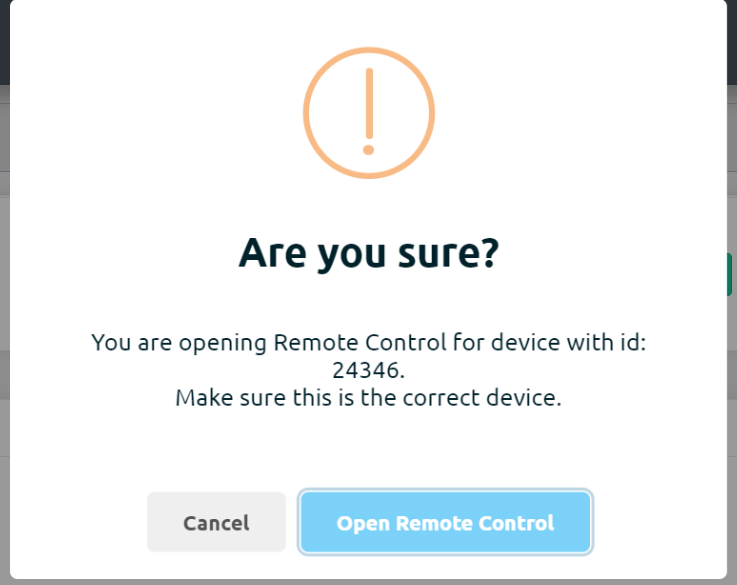 Are you sure?
You are opening Remote Control for device with id:
24346.
Make sure this is the correct device.
Cancel
Open Remote Control